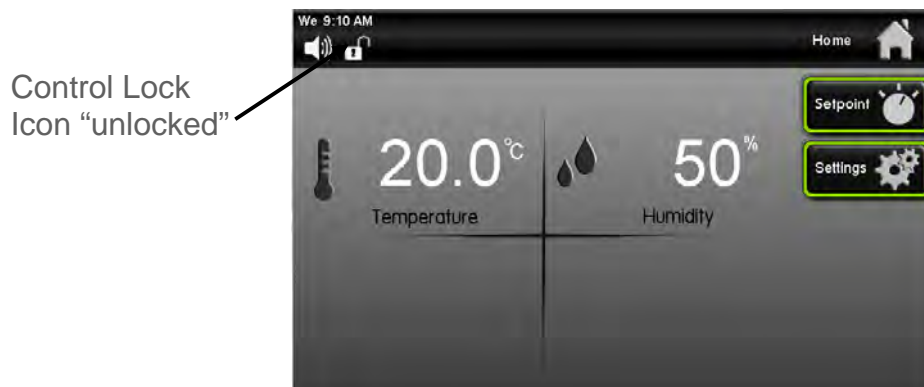 We 9:10 AM
Home
Control Lock
Icon “unlocked”
Setpoint
20.0°C
50%
Settings
Temperature
Humidity